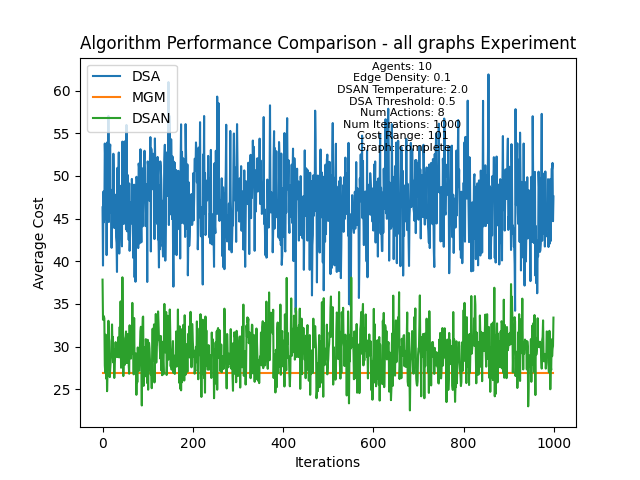 Algorithm Performance Comparison - all graphs Experiment
DSA
MGM
DSAN
Agents: 10
Edge Density: 0.1
DSAN Temperature: 2.0
DSA Threshold: 0.5
Num Actions: 8
Num Iterations: 1000
Cost Range: 101
Graph: complete
Average Cost
60
55
50
45
40
35
30
25
0
200
400
600
800
1000
Iterations